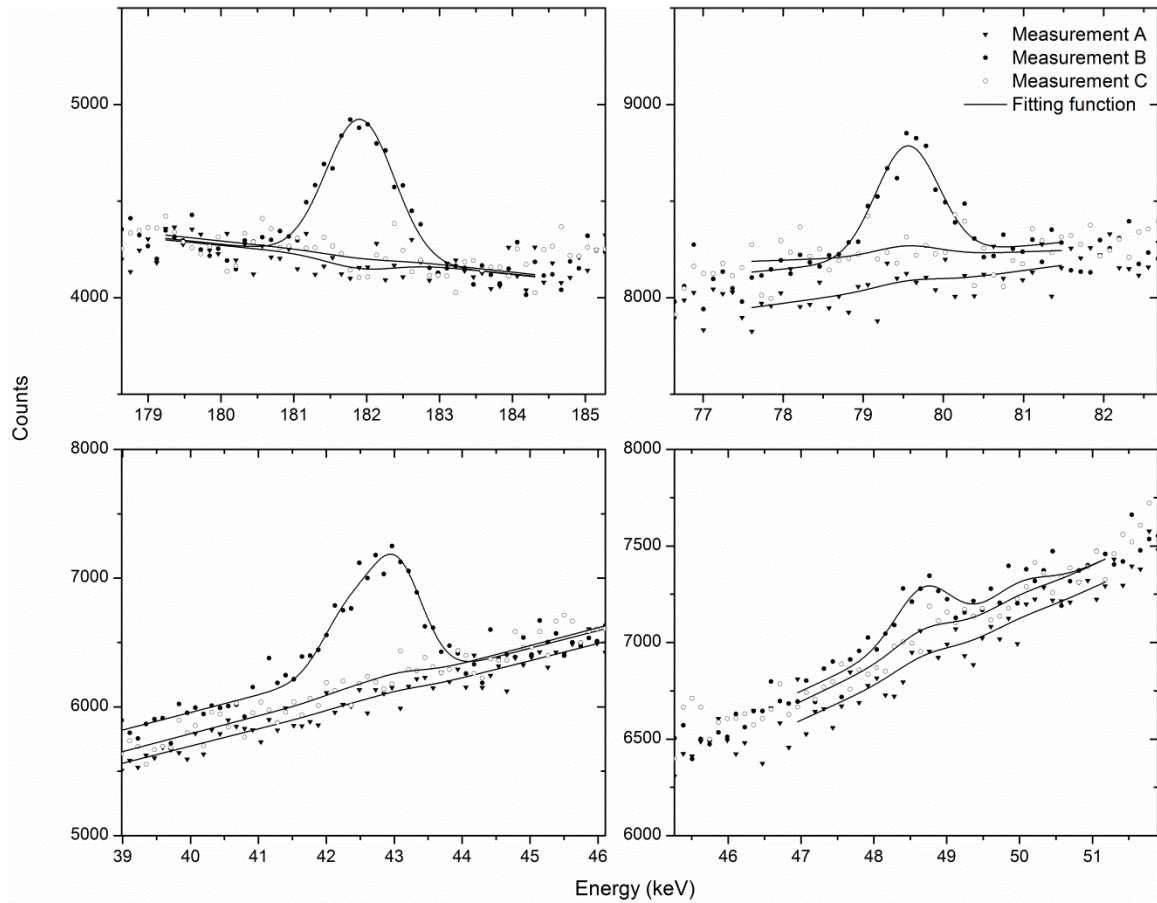 5000
4000
179 180 181 182 183 184 185
9000
8000
77 78 79 80 81 82
Measurement A
Measurement B
Measurement C
Fitting function
Counts
8000
7000
6000
5000
39 40 41 42 43 44 45 46
8000
7500
7000
6500
6000
46 47 48 49 50 51
Energy (keV)